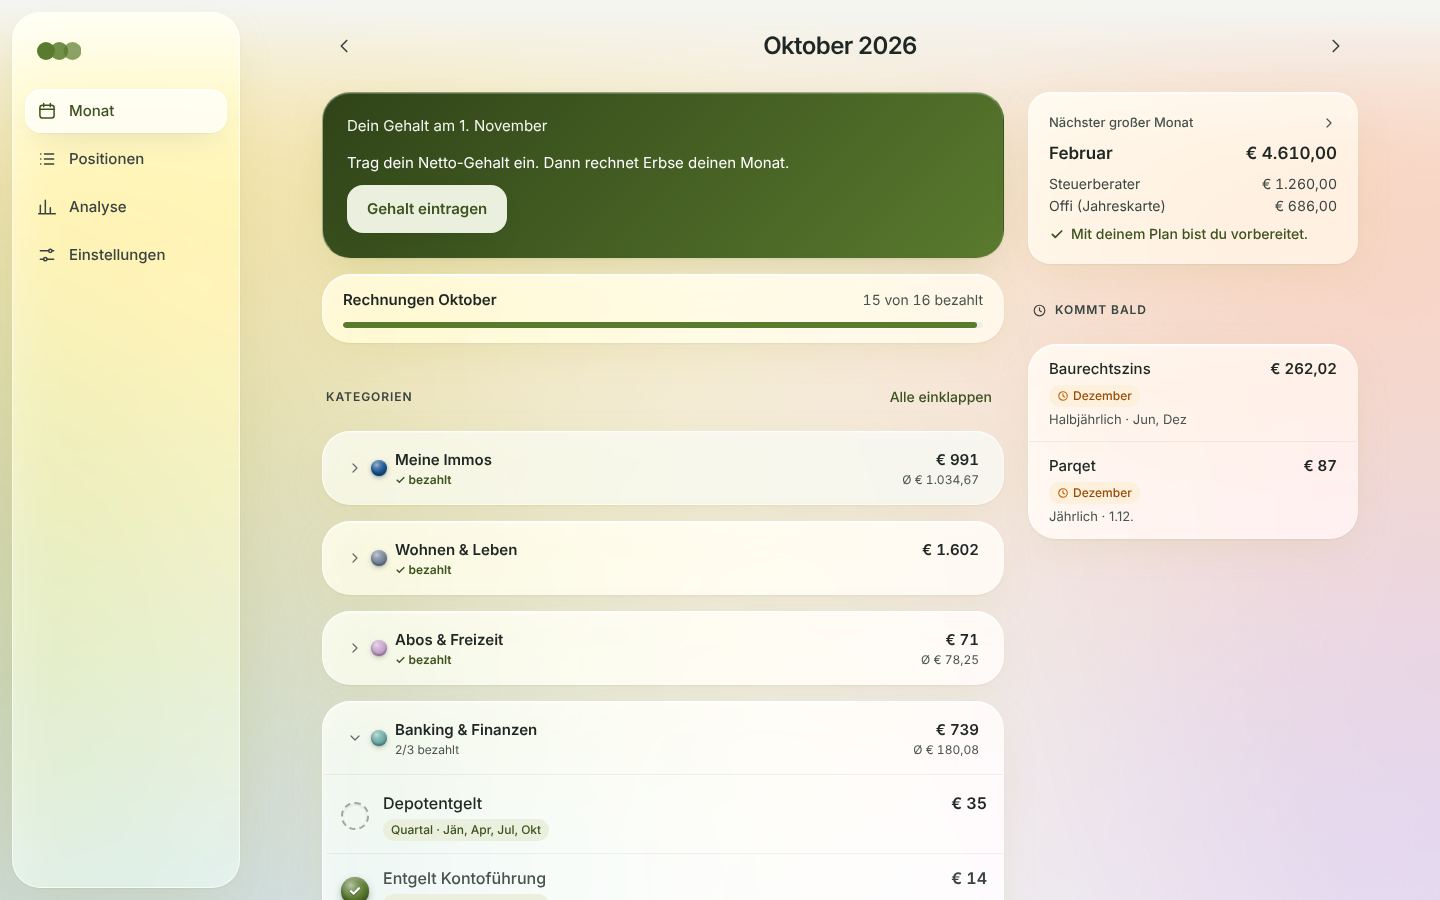 Oktober 2026
Monat
Positionen
Analyse
Einstellungen
Dein Gehalt am 1. November
Trag dein Netto-Gehalt ein. Dann rechnet Erbse deinen Monat.
Gehalt eintragen
Rechnungen Oktober 15 von 16 bezahlt
KATEGORIEN Alle einklappen
Meine Immos € 991
bezahlt Ø € 1.034,67
Wohnen & Leben € 1.602
bezahlt
Abos & Freizeit € 71
bezahlt Ø € 78,25
Banking & Finanzen € 739
2/3 bezahlt Ø € 180,08
Depotentgelt € 35
Quartal · Jän, Apr, Jul, Okt
Entgelt Kontoführung € 14
Nächster großer Monat
Februar € 4.610,00
Steuerberater € 1.260,00
Offi (Jahreskarte) € 686,00
Mit deinem Plan bist du vorbereitet.
KOMMT BALD
Baurechtszins € 262,02
Dezember
Halbjährlich · Jun, Dez
Parqet € 87
Dezember
Jährlich · 1.12.